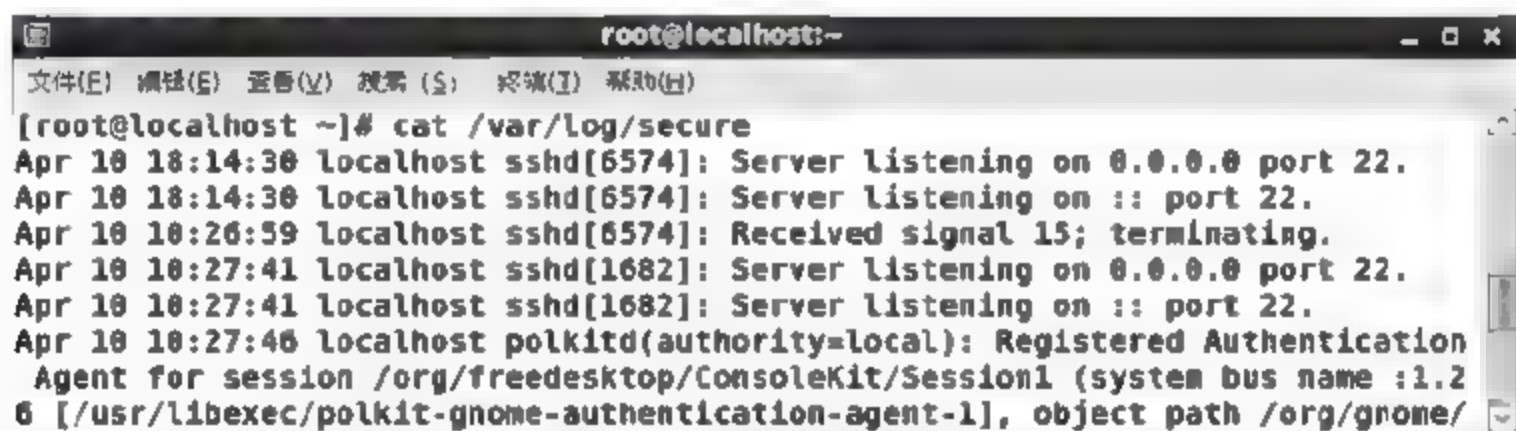 root@localhost:~
文件(E) 编辑(E) 查看(V) 搜索 (S) 终端(T) 帮助(H)
[root@localhost ~]# cat /var/log/secure
Apr 10 18:14:30 localhost sshd[6574]: Server listening on 0.0.0.0 port 22.
Apr 10 18:14:30 localhost sshd[6574]: Server listening on :: port 22.
Apr 10 10:26:59 localhost sshd[6574]: Received signal 15; terminating.
Apr 10 10:27:41 localhost sshd[1682]: Server listening on 0.0.0.0 port 22.
Apr 10 10:27:41 localhost sshd[1682]: Server listening on :: port 22.
Apr 10 10:27:46 localhost polkitd(authority=local): Registered Authentication
Agent for session /org/freedesktop/ConsoleKit/Session1 (system bus name :1.2
6 [/usr/libexec/polkit-gnome-authentication-agent-1], object path /org/gnome/